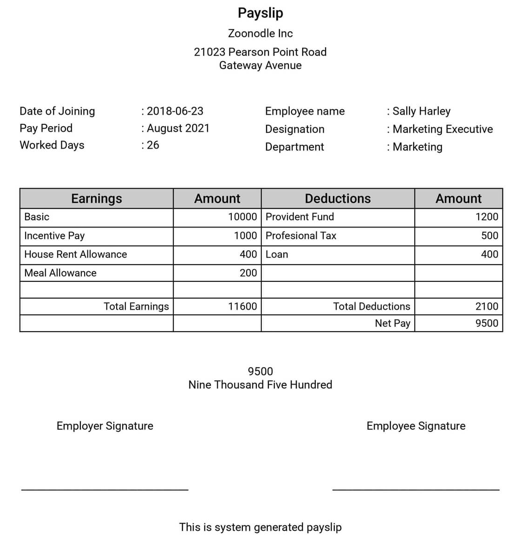 Payslip
Zoonodle Inc
21023 Pearson Point Road
Gateway Avenue
Date of Joining : 2018-06-23 Employee name : Sally Harley
Pay Period : August 2021 Designation : Marketing Executive
Worked Days : 26 Department : Marketing
Earnings Amount Deductions Amount
Basic 10000 Provident Fund 1200
Incentive Pay 1000 Profesional Tax 500
House Rent Allowance 400 Loan 400
Meal Allowance 200
Total Earnings 11600 Total Deductions 2100
Net Pay 9500
9500
Nine Thousand Five Hundred
Employer Signature Employee Signature
This is system generated payslip